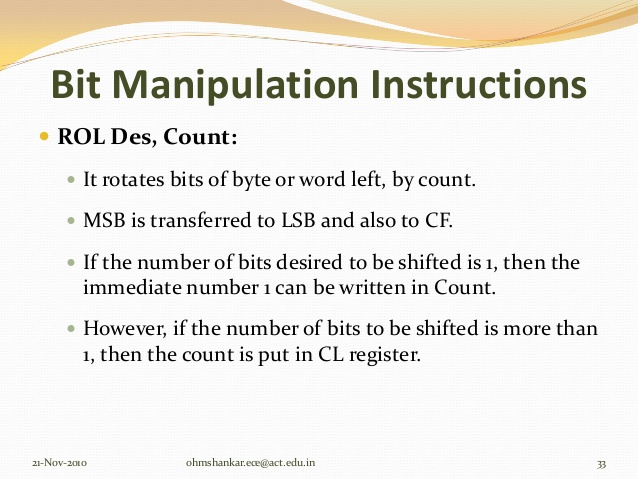 Bit Manipulation Instructions
• ROL Des, Count:
• It rotates bits of byte or word left, by count.
• MSB is transferred to LSB and also to CF.
• If the number of bits desired to be shifted is 1, then the
immediate number 1 can be written in Count.
• However, if the number of bits to be shifted is more than
1, then the count is put in CL register.
21-Nov-2010 ohmshankar.ece@act.edu.in 33